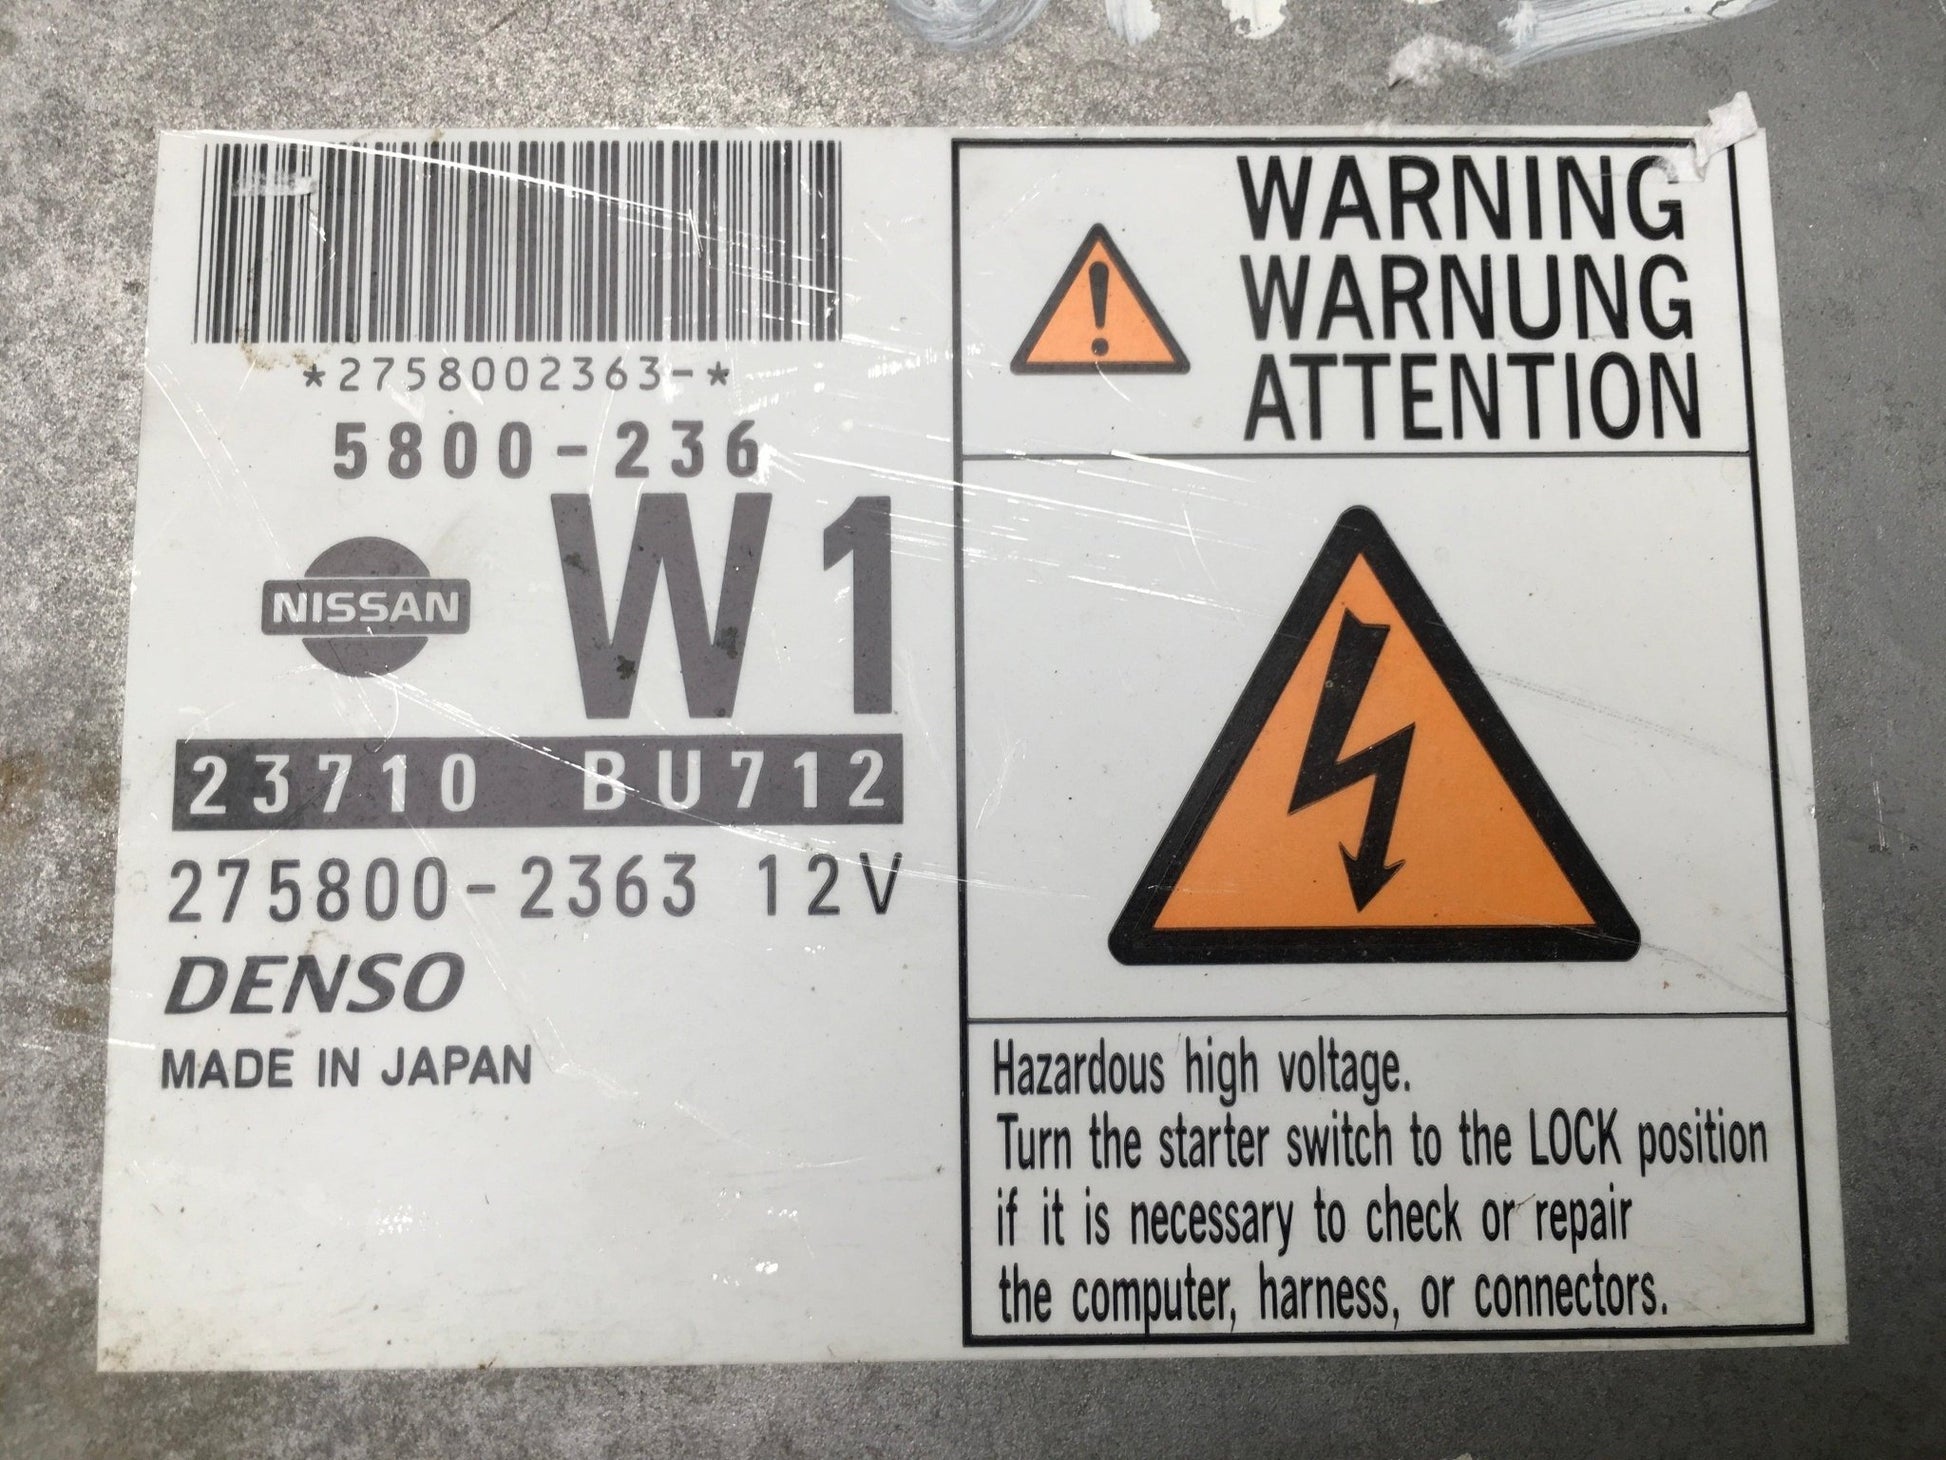 *2758002363-*
5800-236
W1
NISSAN
23710 BU712
275800-2363 12V
DENSO
MADE IN JAPAN
WARNING
WARNUNG
ATTENTION
Hazardous high voltage.
Turn the starter switch to the LOCK position
if it is necessary to check or repair
the computer, harness, or connectors.